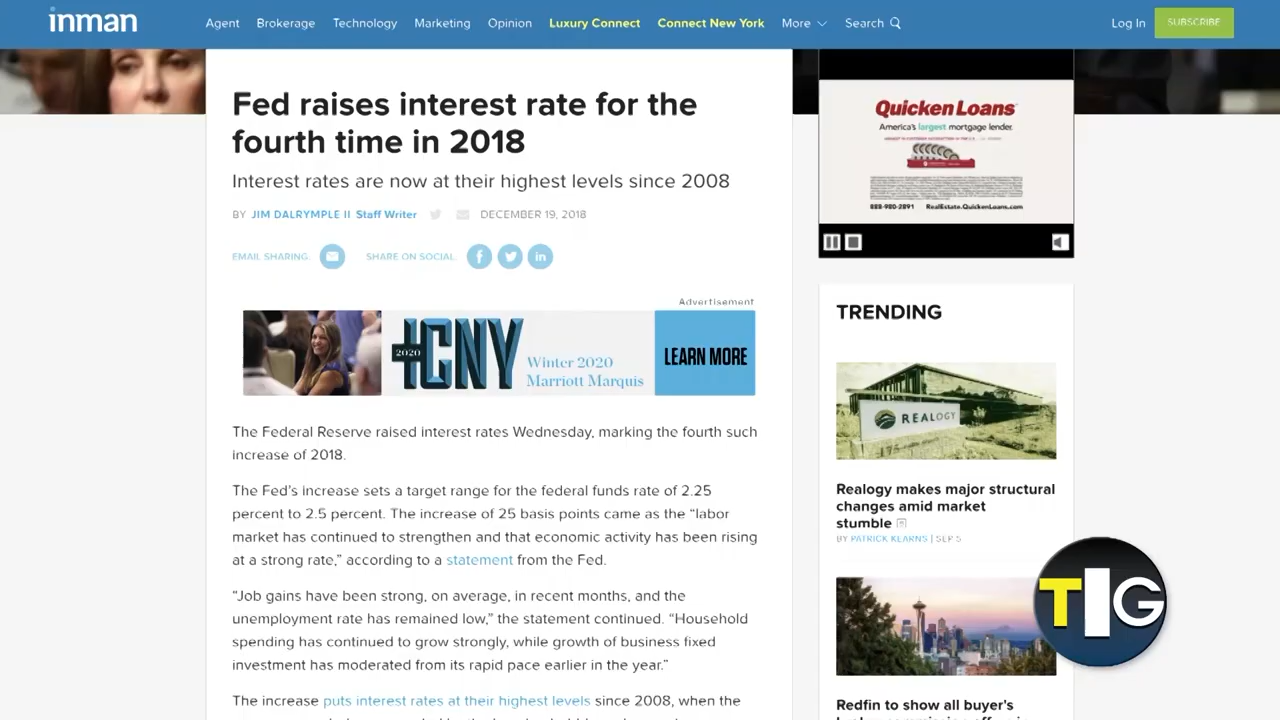 inman
Agent Brokerage Technology Marketing Opinion Luxury Connect Connect New York More Search Log In SUBSCRIBE
Fed raises interest rate for the
fourth time in 2018
Interest rates are now at their highest levels since 2008
BY JIM DALRYMPLE II Staff Writer DECEMBER 19, 2018
EMAIL SHARING: SHARE ON SOCIAL:
Advertisement
2020
+CNY
Winter 2020
Marriott Marquis
LEARN MORE
The Federal Reserve raised interest rates Wednesday, marking the fourth such
increase of 2018.
The Fed's increase sets a target range for the federal funds rate of 2.25
percent to 2.5 percent. The increase of 25 basis points came as the “labor
market has continued to strengthen and that economic activity has been rising
at a strong rate,” according to a statement from the Fed.
“Job gains have been strong, on average, in recent months, and the
unemployment rate has remained low,” the statement continued. “Household
spending has continued to grow strongly, while growth of business fixed
investment has moderated from its rapid pace earlier in the year.”
The increase puts interest rates at their highest levels since 2008, when the
Quicken Loans
America's largest mortgage lender.
888-980-2891 RealEstate.QuickenLoans.com
TRENDING
REALOGY
Realogy makes major structural
changes amid market
stumble
BY PATRICK KEARNS | SEP 5
TIG
Redfin to show all buyer's